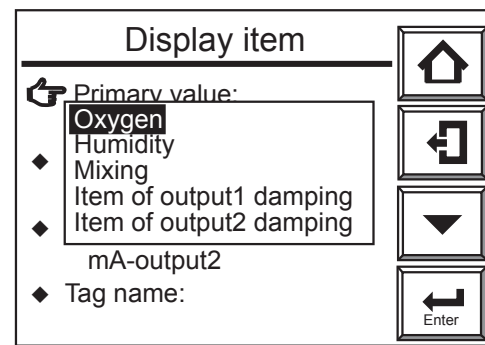 Display item
Primary value:
Oxygen
Humidity
Mixing
Item of output1 damping
Item of output2 damping
mA-output2
Tag name:
Enter